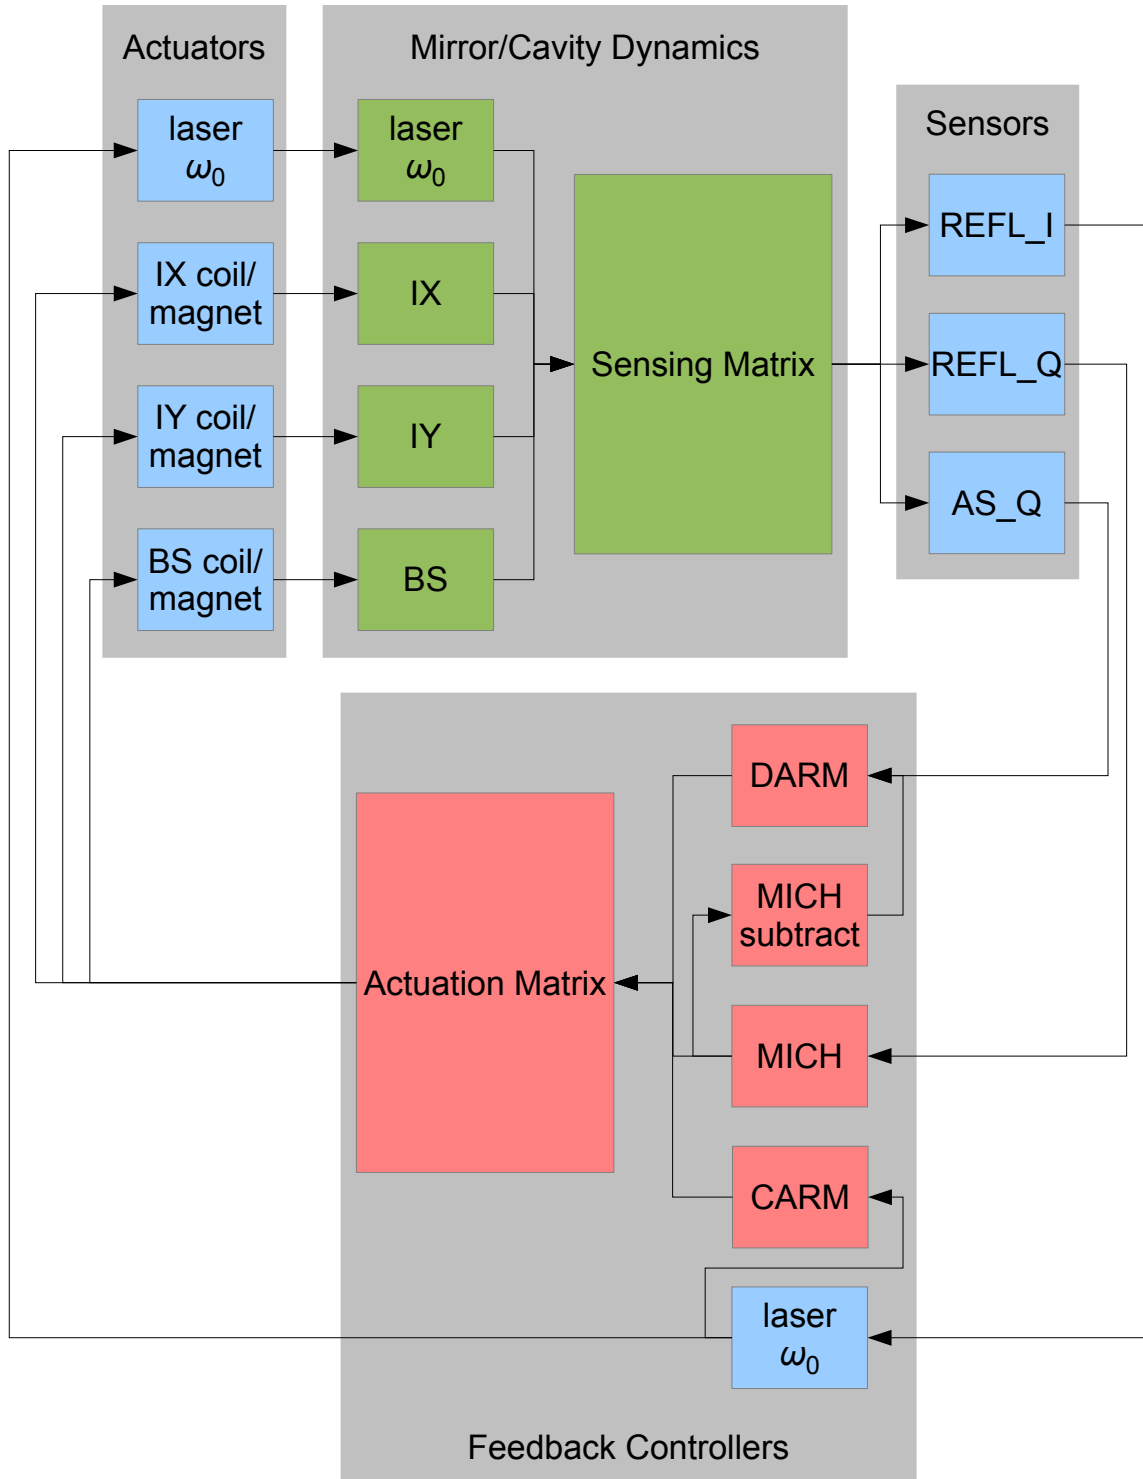 Actuators
laser
ω₀
IX coil/
magnet
IY coil/
magnet
BS coil/
magnet
Mirror/Cavity Dynamics
laser
ω₀
IX
IY
BS
Sensing Matrix
Sensors
REFL_I
REFL_Q
AS_Q
DARM
MICH
subtract
MICH
CARM
laser
ω₀
Actuation Matrix
Feedback Controllers